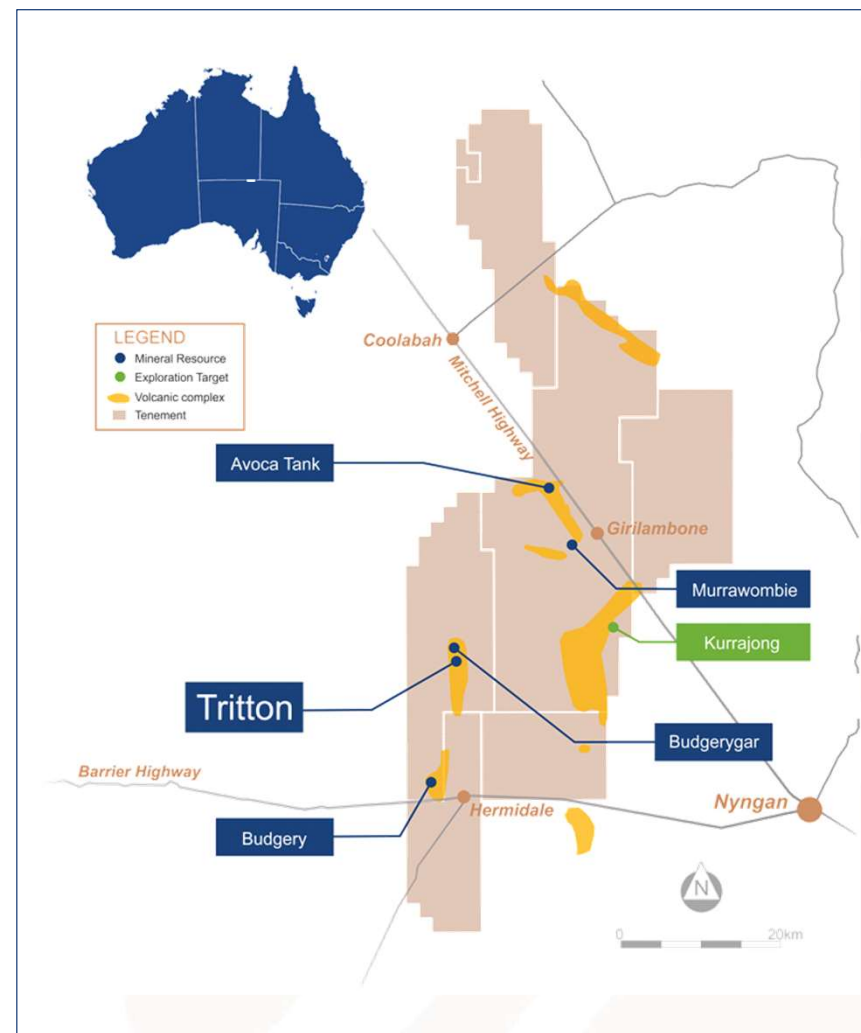 LEGEND
Mineral Resource
Exploration Target
Volcanic complex
Tenement
Coolabah
Mitchell Highway
Avoca Tank
Girilambone
Murrawombie
Kurrajong
Tritton
Budgerygar
Barrier Highway
Hermidale
Nyngan
Budgery
N
0 20km